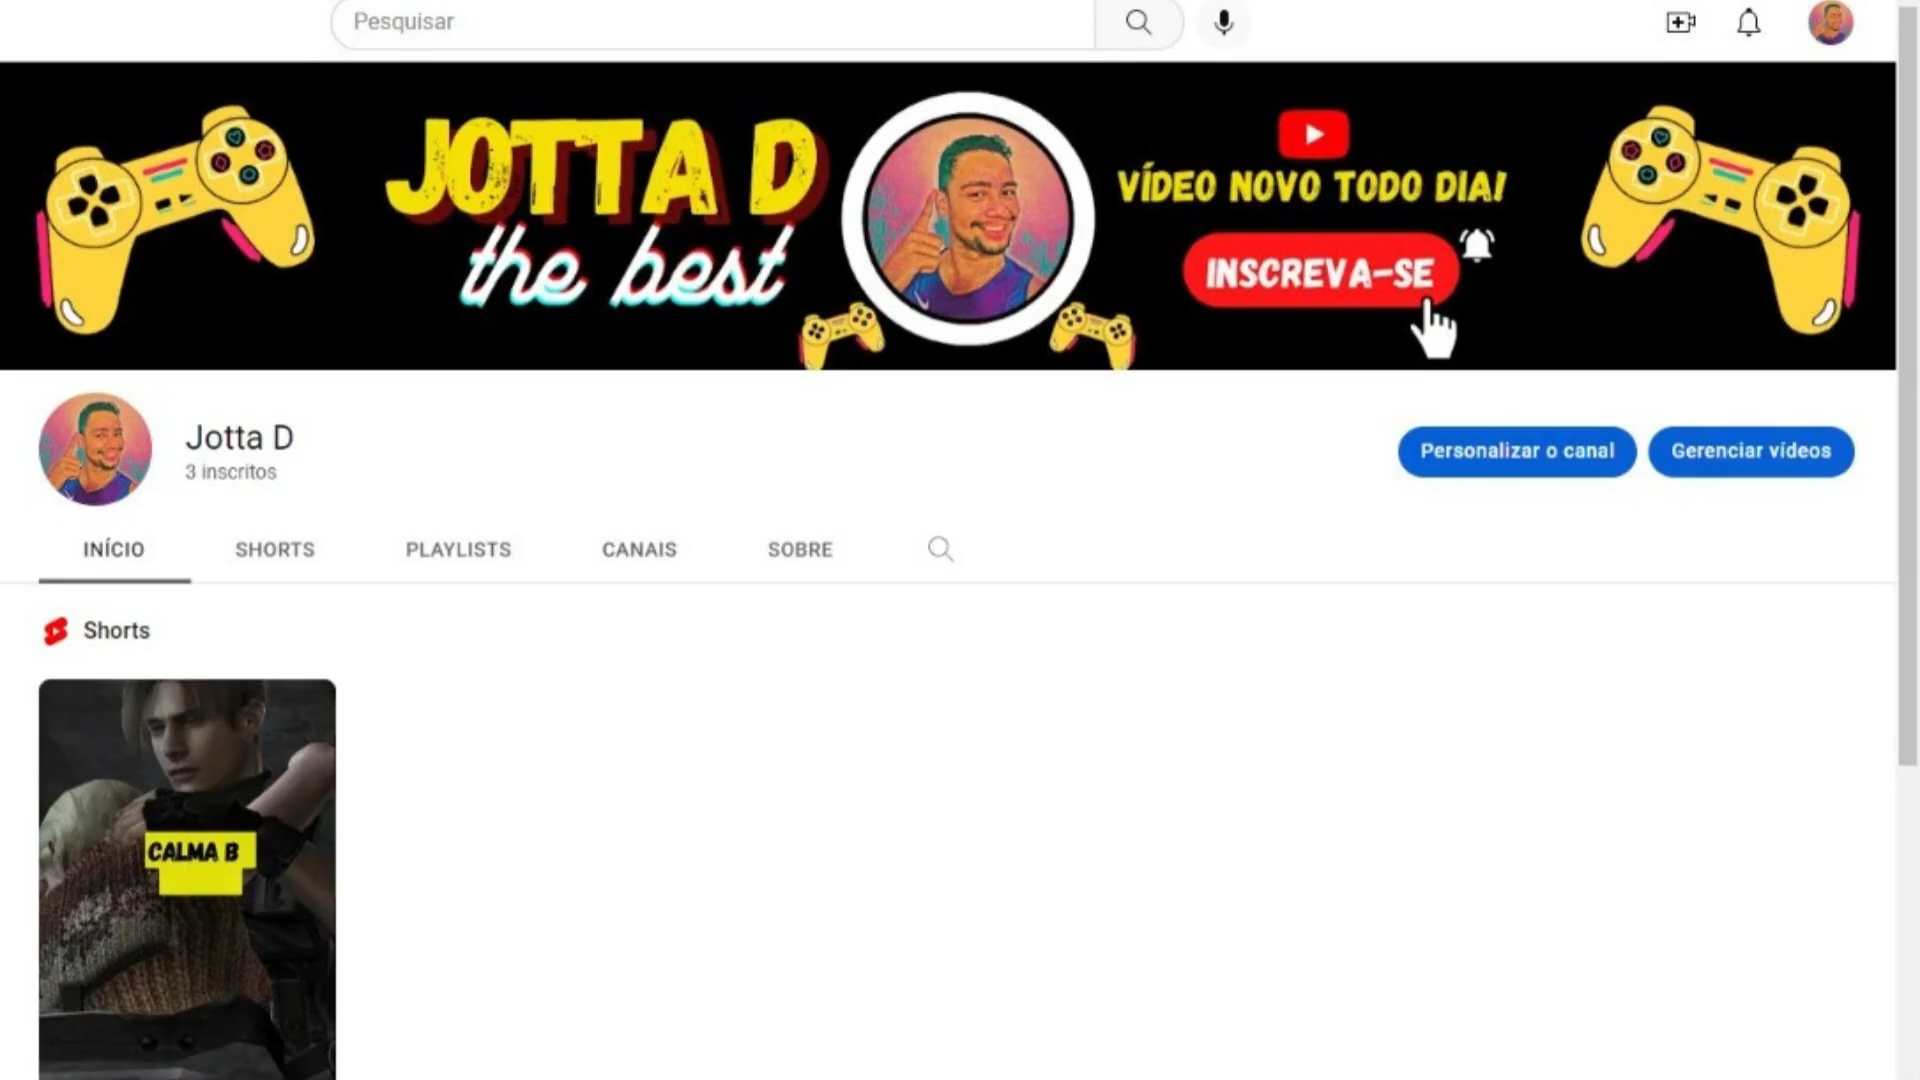 Pesquisar
JOTTA D
the best
VÍDEO NOVO TODO DIA!
INSCREVA-SE
Jotta D
3 inscritos
Personalizar o canal
Gerenciar vídeos
INÍCIO
SHORTS
PLAYLISTS
CANAIS
SOBRE
Shorts
CALMA B